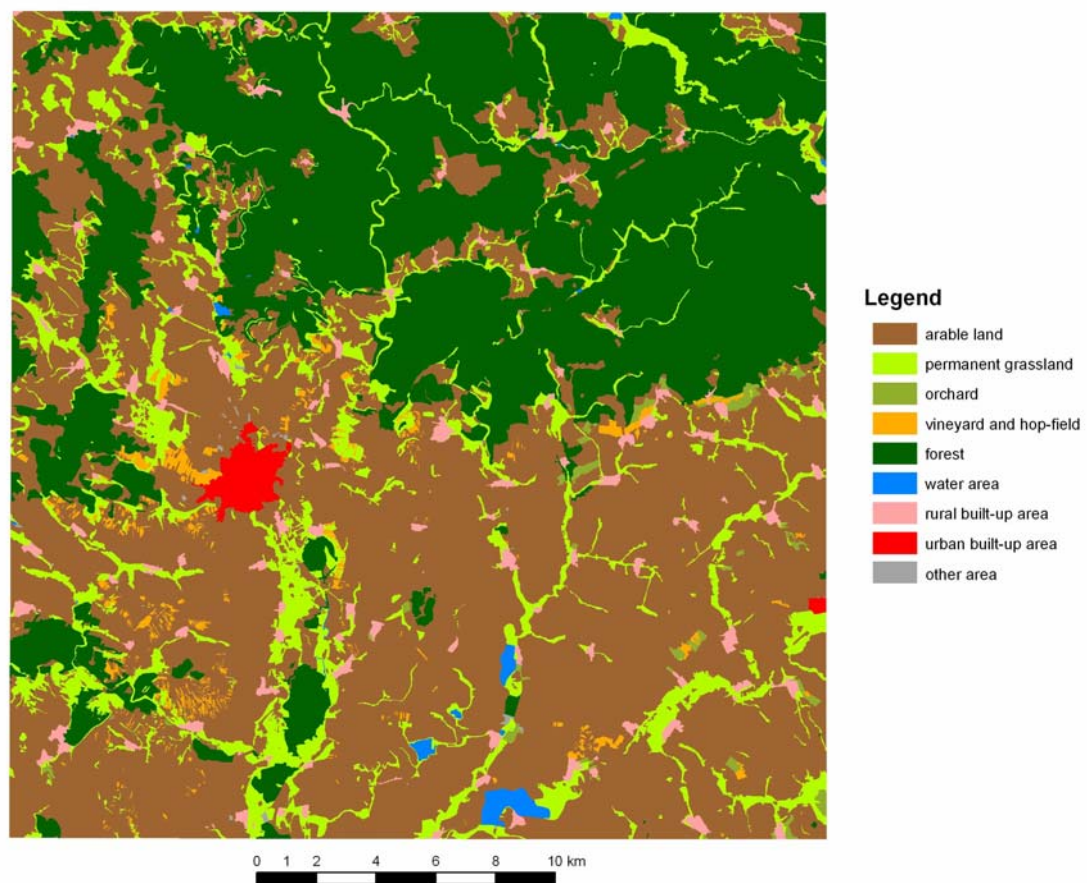 Legend
arable land
permanent grassland
orchard
vineyard and hop-field
forest
water area
rural built-up area
urban built-up area
other area
0 1 2 4 6 8 10 km